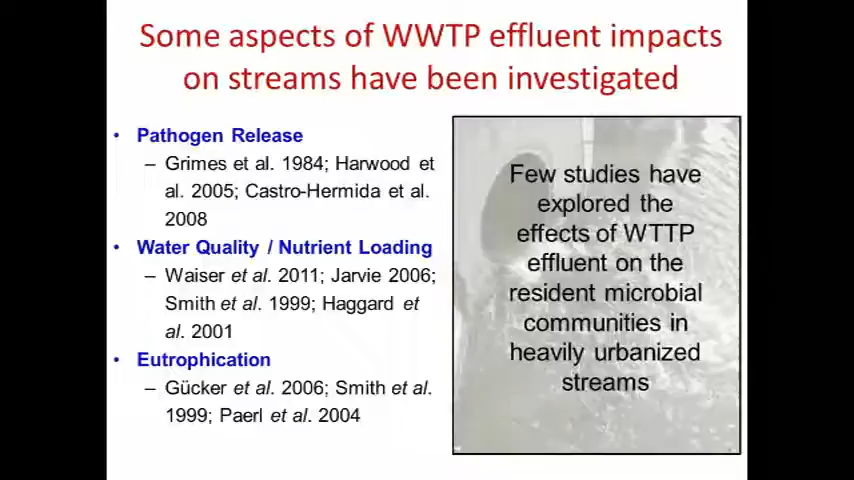 Some aspects of WWTP effluent impacts
on streams have been investigated
• Pathogen Release
– Grimes et al. 1984; Harwood et
al. 2005; Castro-Hermida et al.
2008
• Water Quality / Nutrient Loading
– Waiser et al. 2011; Jarvie 2006;
Smith et al. 1999; Haggard et
al. 2001
• Eutrophication
– Gücker et al. 2006; Smith et al.
1999; Paerl et al. 2004
Few studies have
explored the
effects of WTTP
effluent on the
resident microbial
communities in
heavily urbanized
streams